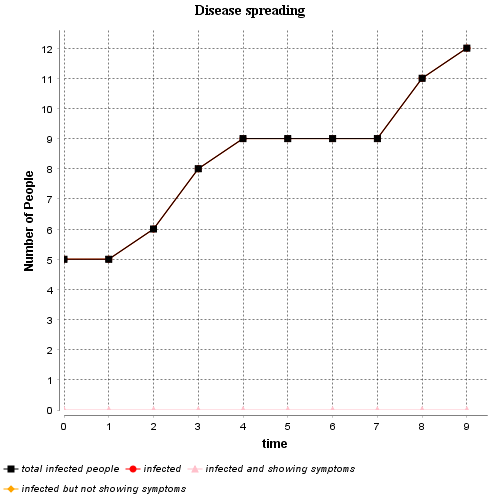 Disease spreading
12
11
10
9
8
7
6
5
4
3
2
1
0
Number of People
0 1 2 3 4 5 6 7 8 9
time
total infected people infected infected and showing symptoms
infected but not showing symptoms